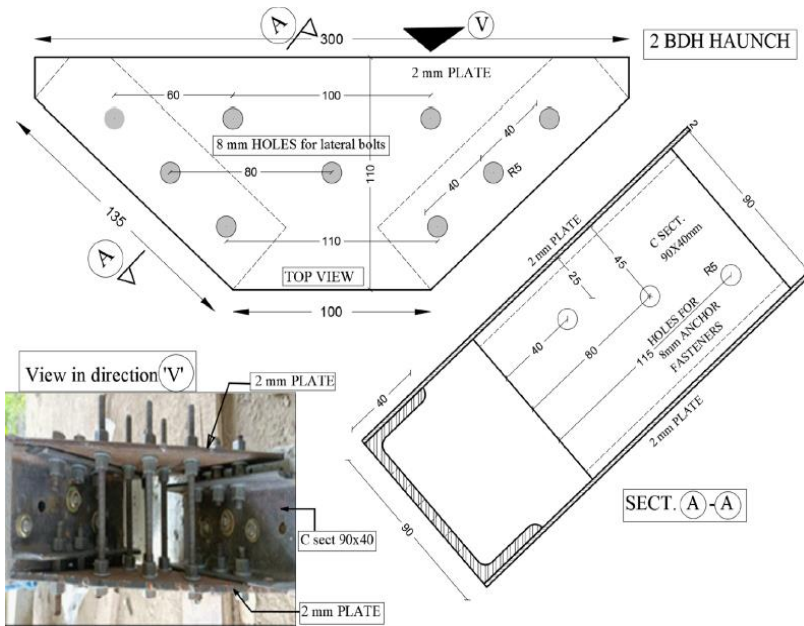 A
300
V
2 BDH HAUNCH
2 mm PLATE
60
100
40
8 mm HOLES for lateral bolts
80
110
40
R5
135
A
110
TOP VIEW
100
2
90
2 mm PLATE
C SECT.
90X40mm
45
25
R5
HOLES FOR
115
8mm ANCHOR
FASTENERS
80
40
2 mm PLATE
40
90
SECT. A - A
View in direction 'V'
2 mm PLATE
C sect 90x40
2 mm PLATE